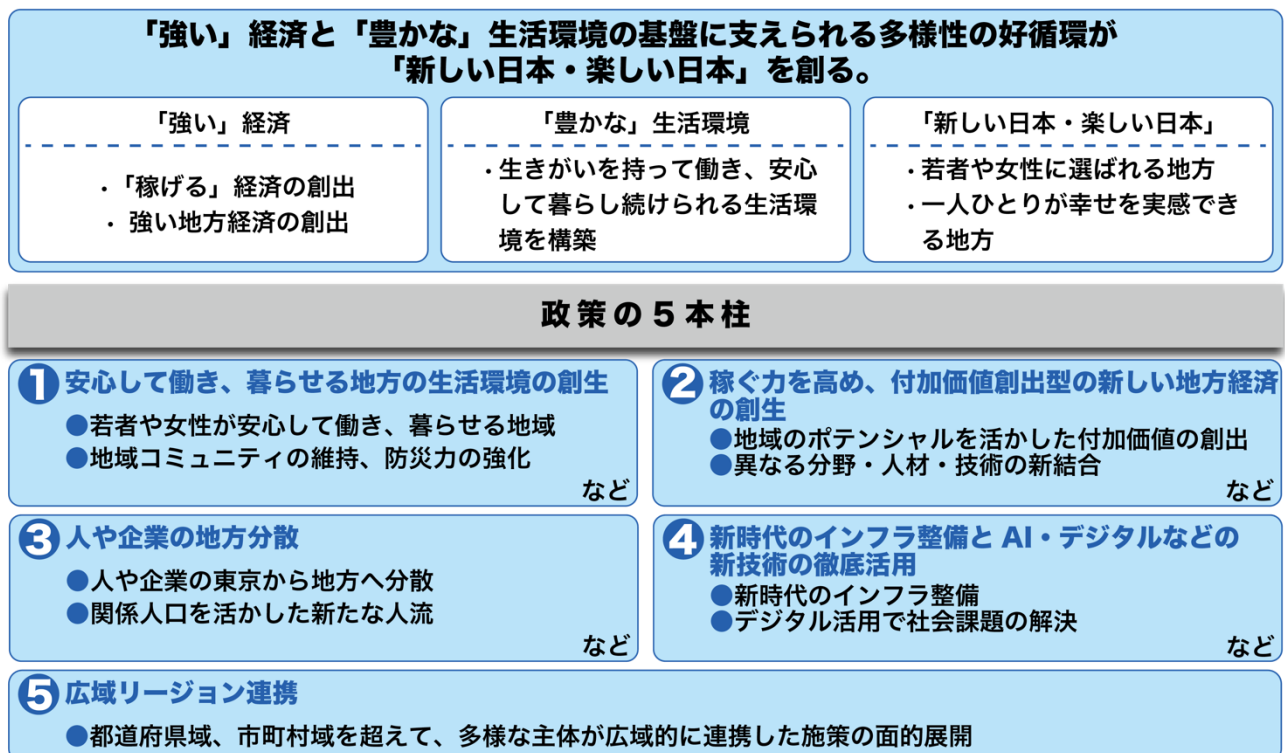 「強い」経済と「豊かな」生活環境の基盤に支えられる多様性の好循環が
「新しい日本・楽しい日本」を創る。
「強い」経済
・「稼げる」経済の創出
・ 強い地方経済の創出
「豊かな」生活環境
・生きがいを持って働き、安心
して暮らし続けられる生活環
境を構築
「新しい日本・楽しい日本」
・若者や女性に選ばれる地方
・一人ひとりが幸せを実感でき
る地方
政策の5本柱
❶安心して働き、暮らせる地方の生活環境の創生
●若者や女性が安心して働き、暮らせる地域
●地域コミュニティの維持、防災力の強化
など
❷稼ぐ力を高め、付加価値創出型の新しい地方経済
の創生
●地域のポテンシャルを活かした付加価値の創出
●異なる分野・人材・技術の新結合
など
❸人や企業の地方分散
●人や企業の東京から地方へ分散
●関係人口を活かした新たな人流
など
❹新時代のインフラ整備と AI・デジタルなどの
新技術の徹底活用
●新時代のインフラ整備
●デジタル活用で社会課題の解決
など
❺広域リージョン連携
●都道府県域、市町村域を超えて、多様な主体が広域的に連携した施策の面的展開